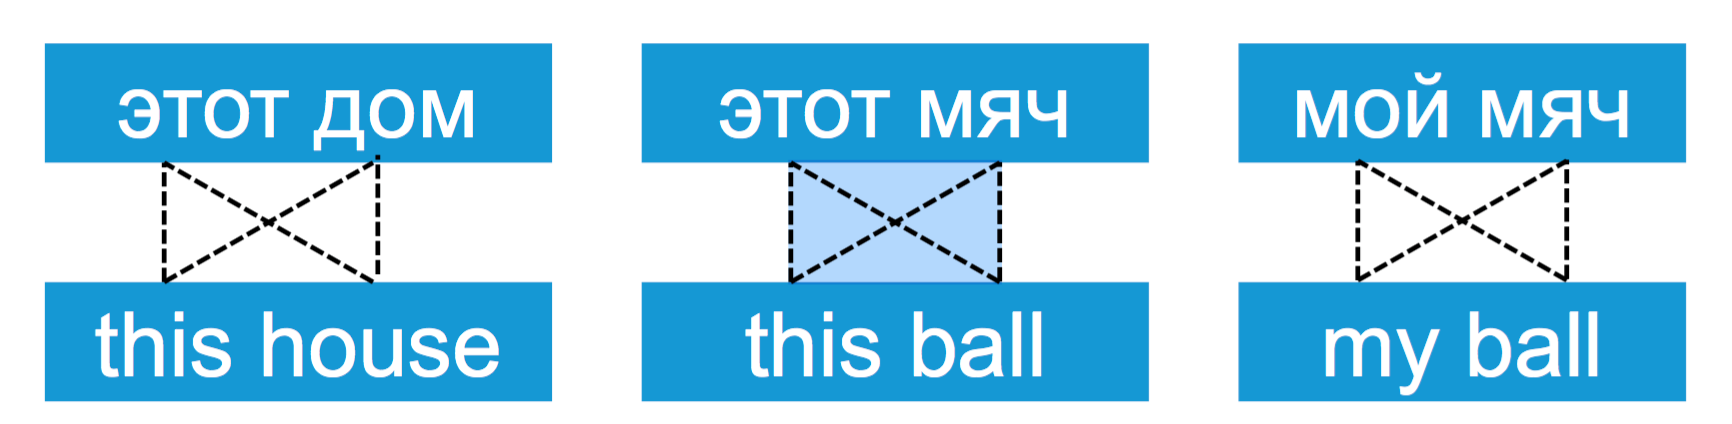 этот дом
this house
этот мяч
this ball
мой мяч
my ball